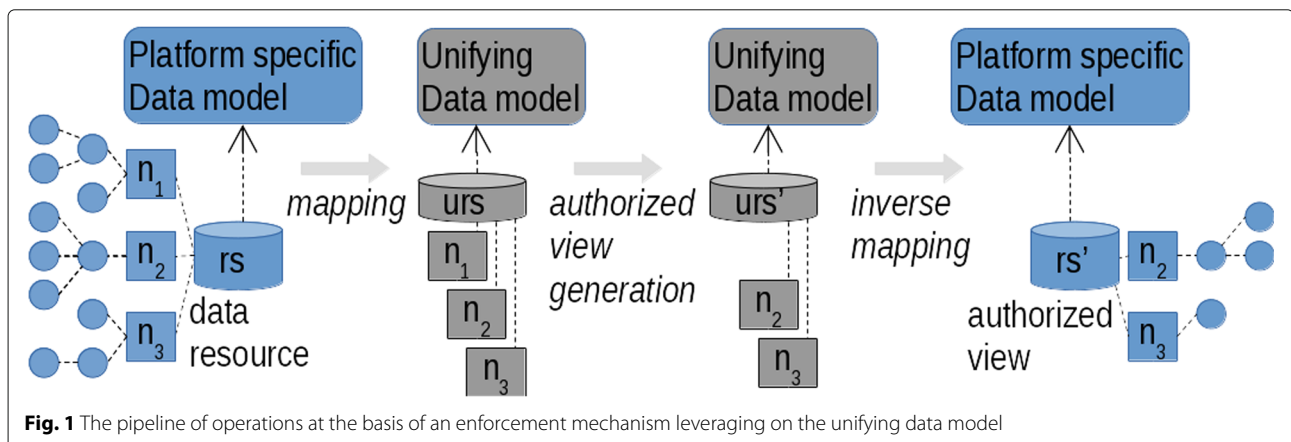 Platform specific
Data model
Unifying
Data model
Unifying
Data model
Platform specific
Data model
n1
n2
n3
rs
data
resource
mapping
urs
n1
n2
n3
authorized
view
generation
urs’
n2
n3
inverse
mapping
rs’
n2
n3
authorized
view
Fig. 1 The pipeline of operations at the basis of an enforcement mechanism leveraging on the unifying data model